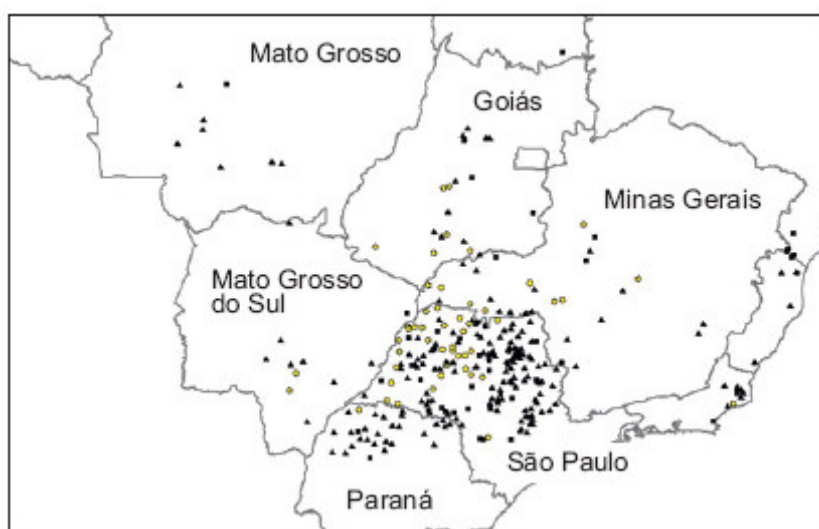 Mato Grosso
Goiás
Minas Gerais
Mato Grosso
do Sul
São Paulo
Paraná